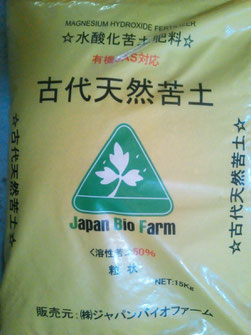 MAGNESIUM HYDROXIDE FERTILIZER
☆水酸化苦土肥料☆
有機JAS対応
古代天然苦土
☆古代天然苦土☆
☆古代天然苦土☆
Japan Bio Farm
<溶性苦土50%
粒状
NET:15Kg
販売元:㈱ジャパンバイオファーム